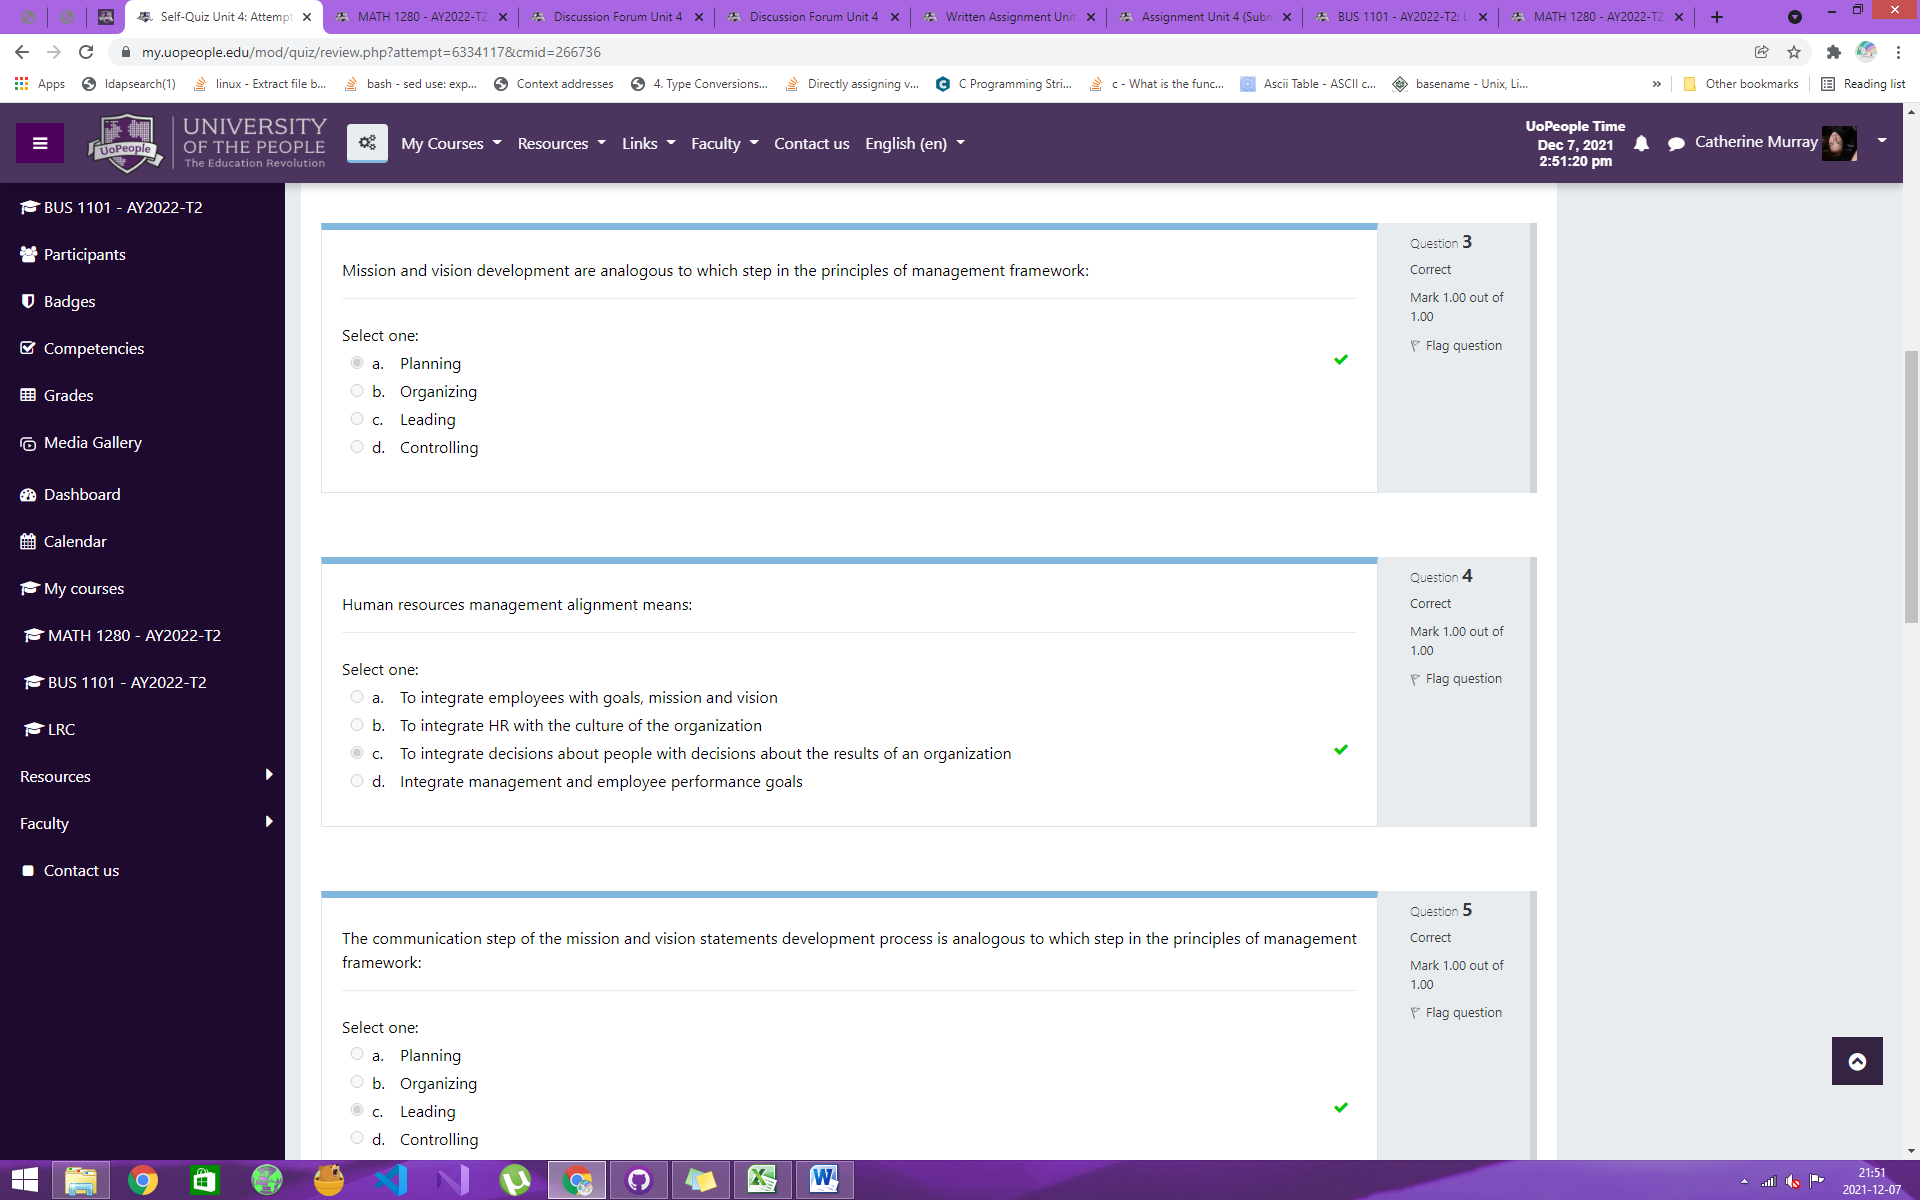 Self-Quiz Unit 4: Attempt
MATH 1280 - AY2022-T2
Discussion Forum Unit 4
Discussion Forum Unit 4
Written Assignment Unit
Assignment Unit 4 (Subm
BUS 1101 - AY2022-T2: L
MATH 1280 - AY2022-T2
my.uopeople.edu/mod/quiz/review.php?attempt=6334117&cmid=266736
Apps
ldapsearch(1)
linux - Extract file b...
bash - sed use: exp...
Context addresses
4. Type Conversions...
Directly assigning v...
C Programming Stri...
c - What is the func...
Ascii Table - ASCII c...
basename - Unix, Li...
»
Other bookmarks
Reading list
UoPeople
UNIVERSITY
OF THE PEOPLE
The Education Revolution
My Courses
Resources
Links
Faculty
Contact us
English (en)
UoPeople Time
Dec 7, 2021
2:51:20 pm
Catherine Murray
BUS 1101 - AY2022-T2
Participants
Badges
Competencies
Grades
Media Gallery
Dashboard
Calendar
My courses
MATH 1280 - AY2022-T2
BUS 1101 - AY2022-T2
LRC
Resources
Faculty
Contact us
Mission and vision development are analogous to which step in the principles of management framework:
Select one:
a. Planning
b. Organizing
c. Leading
d. Controlling
Question 3
Correct
Mark 1.00 out of
1.00
Flag question
Human resources management alignment means:
Select one:
a. To integrate employees with goals, mission and vision
b. To integrate HR with the culture of the organization
c. To integrate decisions about people with decisions about the results of an organization
d. Integrate management and employee performance goals
Question 4
Correct
Mark 1.00 out of
1.00
Flag question
The communication step of the mission and vision statements development process is analogous to which step in the principles of management
framework:
Select one:
a. Planning
b. Organizing
c. Leading
d. Controlling
Question 5
Correct
Mark 1.00 out of
1.00
Flag question
21:51
2021-12-07